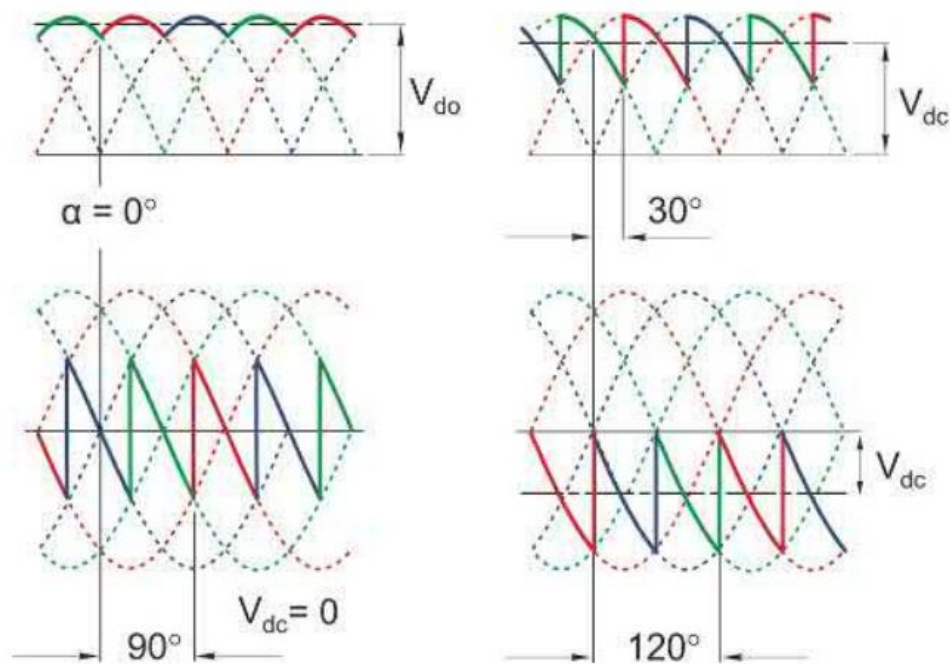 V_do
V_dc
α = 0°
30°
V_dc
V_dc = 0
90°
120°